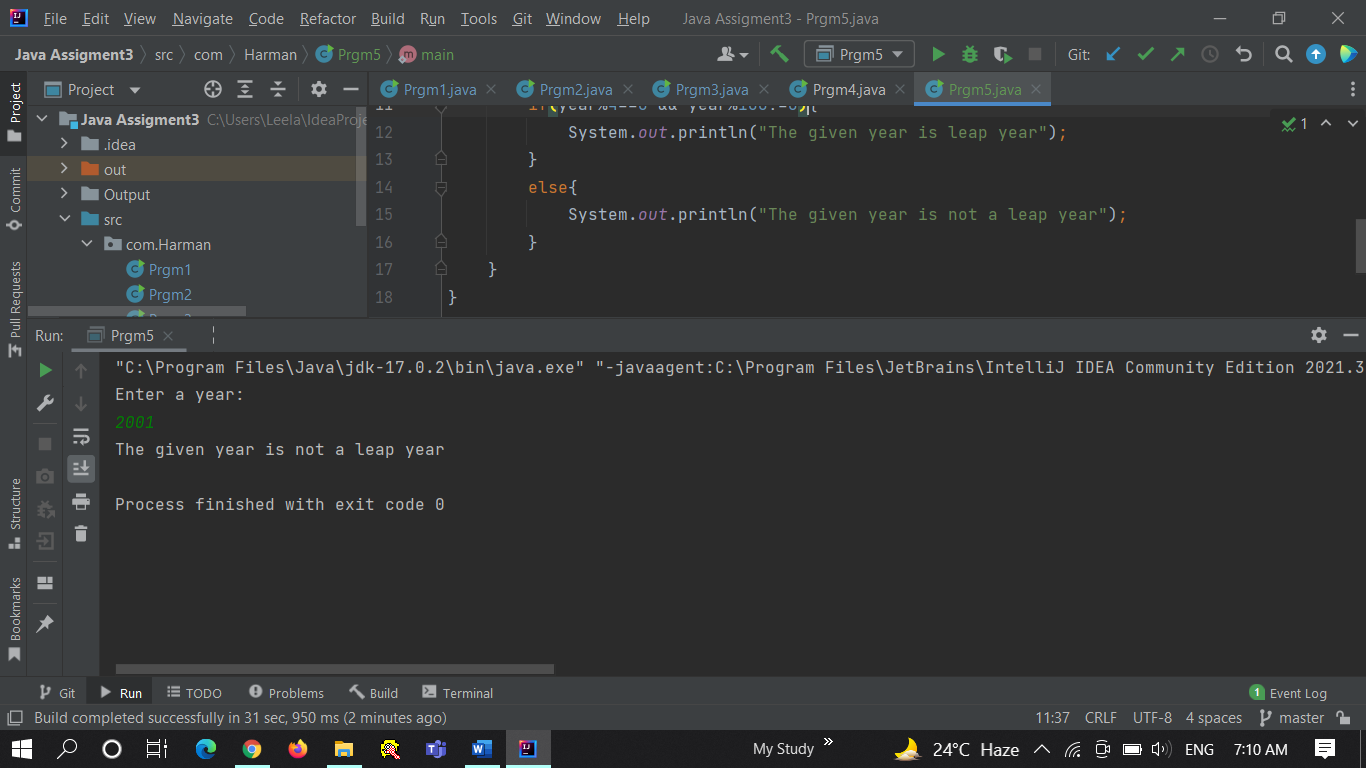 File Edit View Navigate Code Refactor Build Run Tools Git Window Help Java Assigment3 - Prgm5.java
Java Assigment3 src com Harman Prgm5 main Prgm5 Git:
Project Prgm1.java Prgm2.java Prgm3.java Prgm4.java Prgm5.java
Java Assigment3 C:\Users\Leela\IdeaProje
.idea
out
Output
src
com.Harman
Prgm1
Prgm2
12 System.out.println("The given year is leap year");
13 }
14 else{
15 System.out.println("The given year is not a leap year");
16 }
17 }
18 }
1
Project
Commit
Pull Requests
Structure
Bookmarks
Run: Prgm5
"C:\Program Files\Java\jdk-17.0.2\bin\java.exe" "-javaagent:C:\Program Files\JetBrains\IntelliJ IDEA Community Edition 2021.3
Enter a year:
2001
The given year is not a leap year
Process finished with exit code 0
Git Run TODO Problems Build Terminal 1 Event Log
Build completed successfully in 31 sec, 950 ms (2 minutes ago) 11:37 CRLF UTF-8 4 spaces master
My Study 24°C Haze ENG 7:10 AM